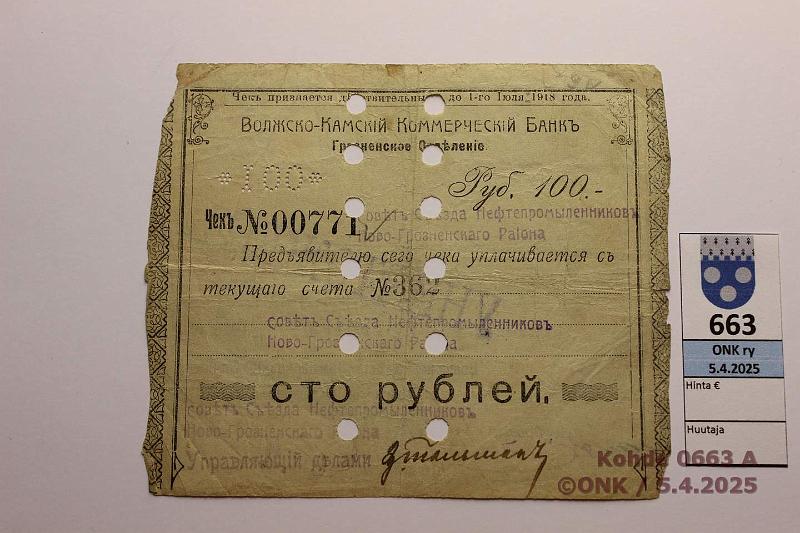 Чекъ признается дѣйствительнымъ до 1-го Іюля 1918 года.
Волжско-Камскій Коммерческій Банкъ
Грозненское Отдѣленіе
*100*
Руб. 100.-
Чекъ №00771
Совѣтъ Съѣзда Нефтепромыленниковъ
Ново-Грозненскаго Раіона
Предъявителю сего чека уплачивается съ
текущаго счета №362
Совѣтъ Съѣзда Нефтепромыленниковъ
Ново-Грозненскаго Раіона
сто рублей.
Совѣтъ Съѣзда Нефтепромыленниковъ
Ново-Грозненскаго Раіона
Управляющій дѣлами
663
ONK ry
5.4.2025
Hinta €
Huutaja
Kohde 0663 A
©ONK / 5.4.2025